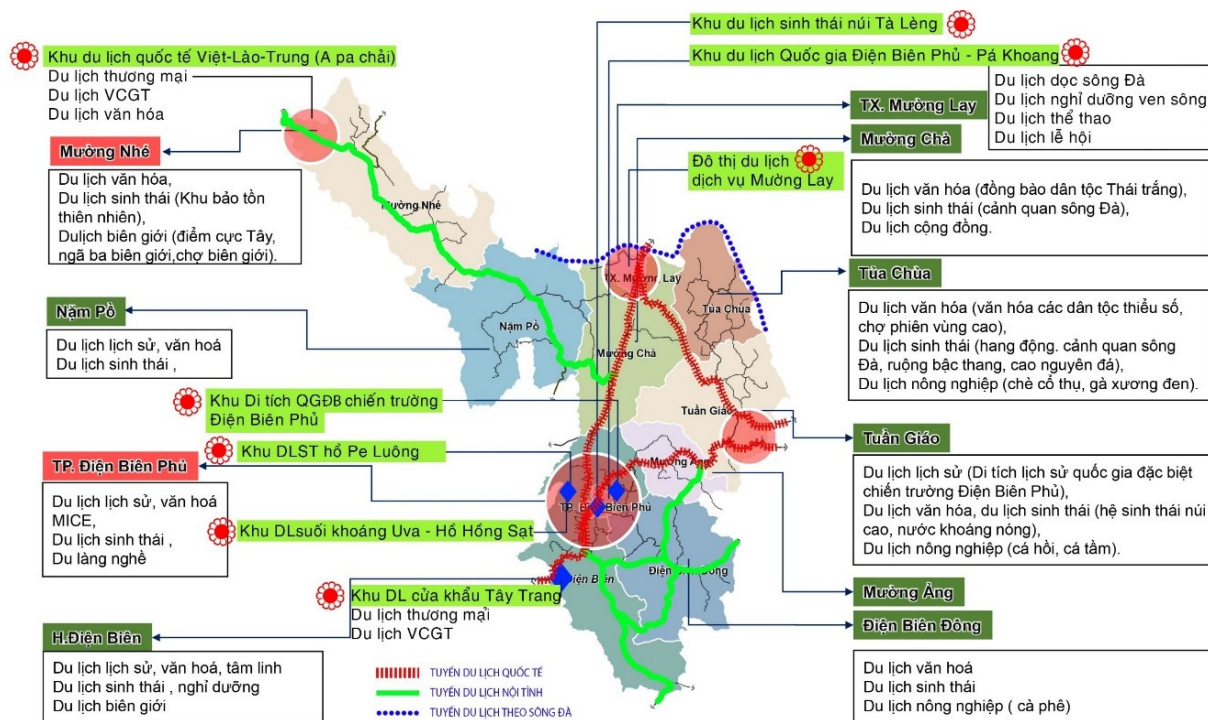 Khu du lịch sinh thái núi Tà Lèng
Khu du lịch quốc tế Việt-Lào-Trung (A pa chải)
Du lịch thương mại
Du lịch VCGT
Du lịch văn hóa
Khu du lịch Quốc gia Điện Biên Phủ - Pá Khoang
TX. Mường Lay
Du lịch dọc sông Đà
Du lịch nghỉ dưỡng ven sông
Du lịch thể thao
Du lịch lễ hội
Mường Chà
Du lịch văn hóa (đồng bào dân tộc Thái trắng),
Du lịch sinh thái (cảnh quan sông Đà),
Du lịch cộng đồng.
Đô thị du lịch
dịch vụ Mường Lay
Mường Nhé
Du lịch văn hóa,
Du lịch sinh thái (Khu bảo tồn
thiên nhiên),
Dulịch biên giới (điểm cực Tây,
ngã ba biên giới,chợ biên giới).
Mường Nhé
TX. Mường Lay
Tủa Chùa
Nậm Pồ
Mường Chà
Tủa Chùa
Du lịch văn hóa (văn hóa các dân tộc thiểu số,
chợ phiên vùng cao),
Du lịch sinh thái (hang động. cảnh quan sông
Đà, ruộng bậc thang, cao nguyên đá),
Du lịch nông nghiệp (chè cổ thụ, gà xương đen).
Nặm Pồ
Du lịch lịch sử, văn hoá
Du lịch sinh thái ,
Khu Di tích QGĐB chiến trường
Điện Biên Phủ
Tuần Giáo
Mường Ảng
Tuần Giáo
Du lịch lịch sử (Di tích lịch sử quốc gia đặc biệt
chiến trường Điện Biên Phủ),
Du lịch văn hóa, du lịch sinh thái (hệ sinh thái núi
cao, nước khoáng nóng),
Du lịch nông nghiệp (cá hồi, cá tầm).
Khu DLST hồ Pe Luông
TP. Điện Biên Phủ
Du lịch lịch sử, văn hoá
MICE,
Du lịch sinh thái ,
Du làng nghề
Khu DLsuối khoáng Uva - Hồ Hồng Sạt
TP. Điện Biên Phủ
Điện Biên
Điện Biên Đông
Khu DL cửa khẩu Tây Trang
Du lịch thương mại
Du lịch VCGT
Mường Ảng
Điện Biên Đông
Du lịch văn hoá
Du lịch sinh thái
Du lịch nông nghiệp ( cà phê)
H.Điện Biên
Du lịch lịch sử, văn hoá, tâm linh
Du lịch sinh thái , nghỉ dưỡng
Du lịch biên giới
TUYẾN DU LỊCH QUỐC TẾ
TUYẾN DU LỊCH NỘI TỈNH
TUYẾN DU LỊCH THEO SÔNG ĐÀ